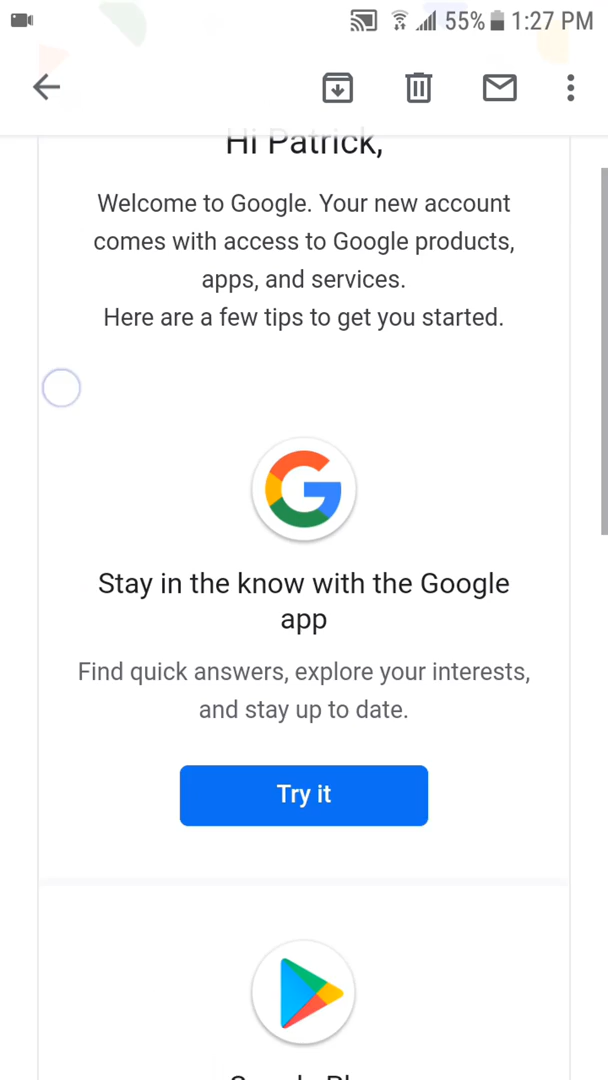 55% 1:27 PM
Hi Patrick,
Welcome to Google. Your new account
comes with access to Google products,
apps, and services.
Here are a few tips to get you started.
Stay in the know with the Google
app
Find quick answers, explore your interests,
and stay up to date.
Try it